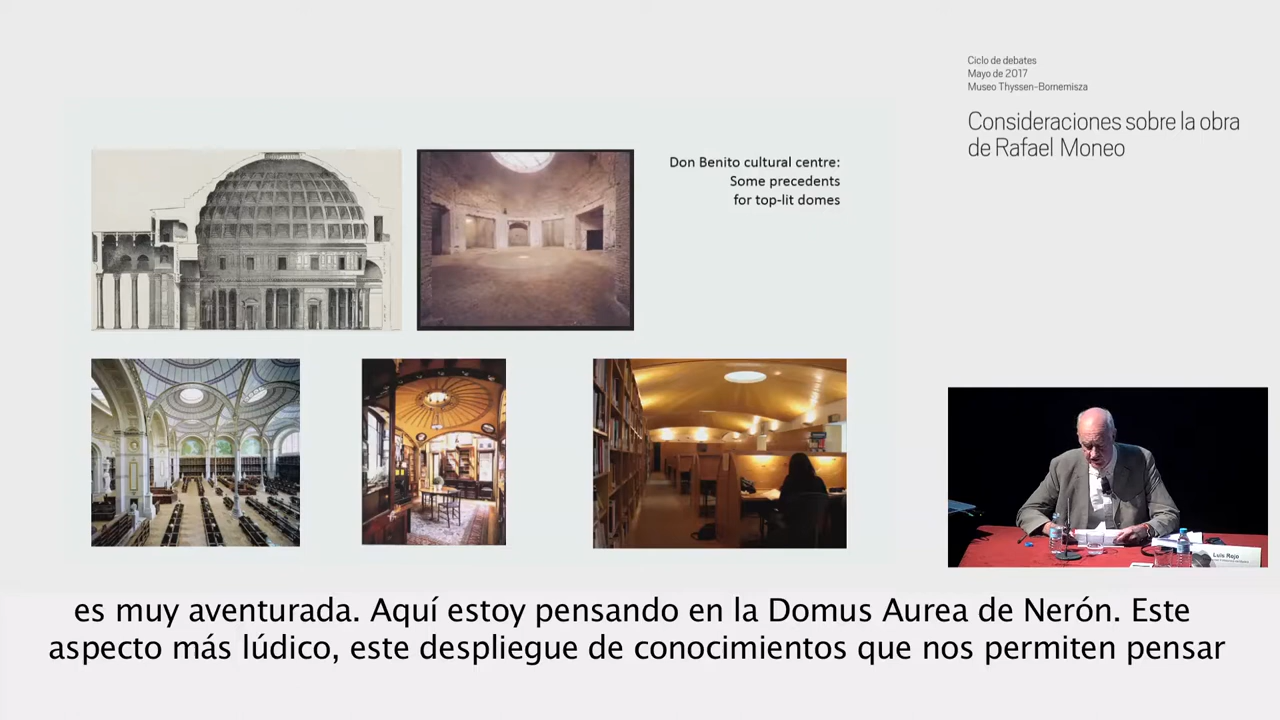 Ciclo de debates
Mayo de 2017
Museo Thyssen-Bornemisza
Consideraciones sobre la obra
de Rafael Moneo
Don Benito cultural centre:
Some precedents
for top-lit domes
Luis Rojo
es muy aventurada. Aquí estoy pensando en la Domus Aurea de Nerón. Este
aspecto más lúdico, este despliegue de conocimientos que nos permiten pensar